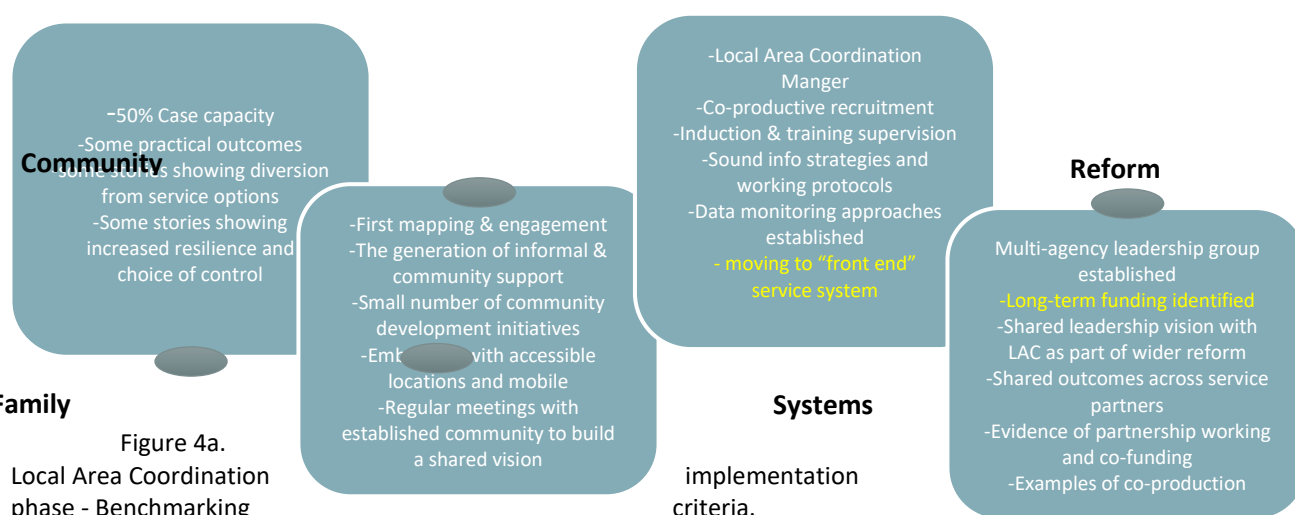 -50% Case capacity
-Some practical outcomes
some stories showing diversion
from service options
-Some stories showing
increased resilience and
choice of control
Community
-First mapping & engagement
-The generation of informal &
community support
-Small number of community
development initiatives
with accessible
locations and mobile
-Regular meetings with
established community to build
a shared vision
-Local Area Coordination
Manger
-Co-productive recruitment
-Induction & training supervision
-Sound info strategies and
working protocols
-Data monitoring approaches
established
- moving to “front end”
service system
Reform
Multi-agency leadership group
established
-Long-term funding identified
-Shared leadership vision with
LAC as part of wider reform
-Shared outcomes across service
partners
-Evidence of partnership working
and co-funding
-Examples of co-production
Family
Systems
Figure 4a.
Local Area Coordination implementation
phase - Benchmarking criteria.